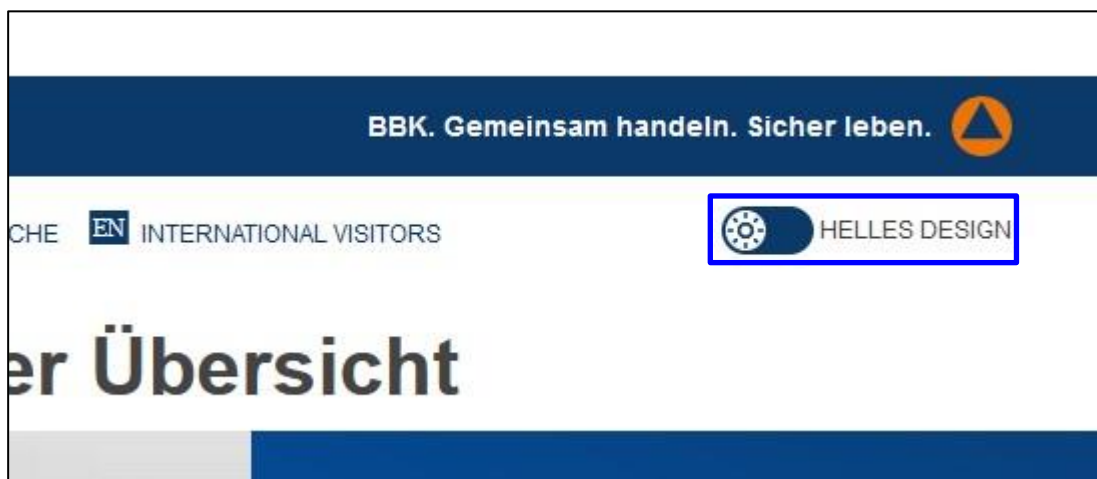 BBK. Gemeinsam handeln. Sicher leben.
CHE EN INTERNATIONAL VISITORS HELLES DESIGN
er Übersicht